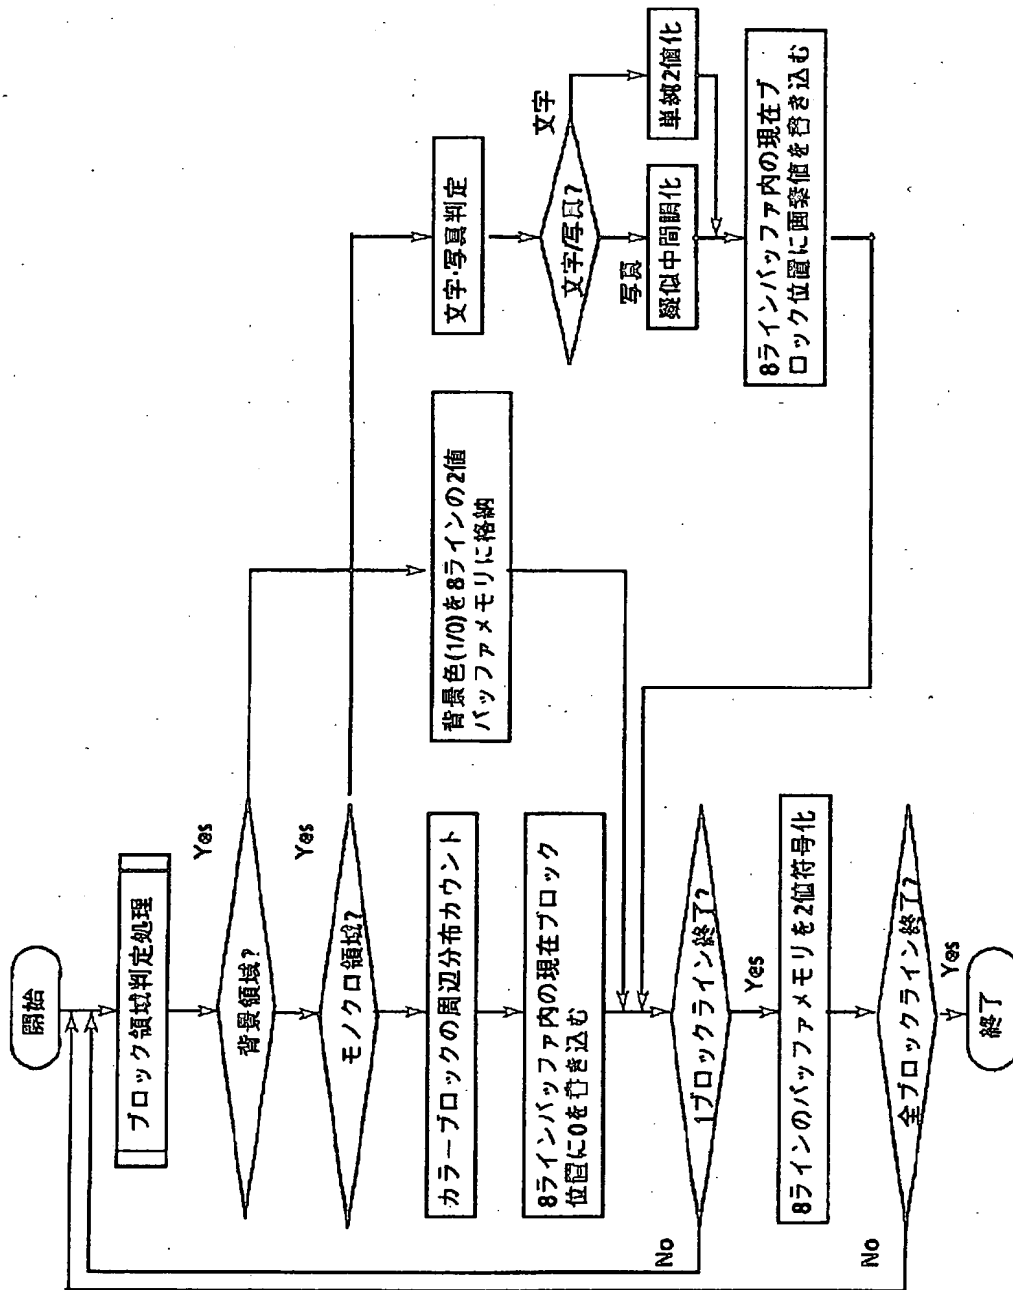 開始
ブロック領域判定処理
背景領域?
Yes
モノクロ領域?
Yes
カラーブロックの周辺分布カウント
8ラインバッファ内の現在ブロック
位置に0を書き込む
背景色(1/0)を8ラインの2値
バッファメモリに格納
文字・写真判定
文字/写真?
文字
写真
疑似中間調化
単純2値化
8ラインバッファ内の現在ブ
ロック位置に画素値を書き込む
1ブロックライン終了?
No
Yes
8ラインのバッファメモリを2値符号化
全ブロックライン終了?
No
Yes
終了